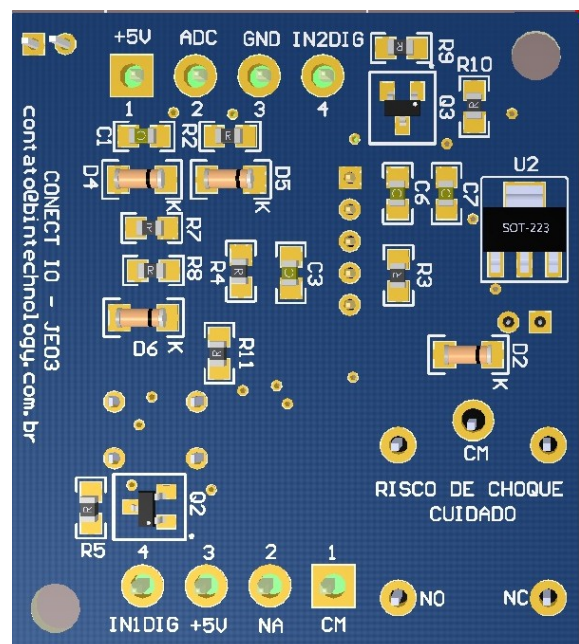 +5V ADC GND IN2DIG
1 2 3 4
R9
R10
Q3
C1
R2
U2
SOT-223
D4
K
D5
K
C6
C7
R7
R8
R4
C3
R3
D6
K
R11
D2
K
CONECT IO - JE03
contato@bintechnology.com.br
CM
RISCO DE CHOQUE
CUIDADO
Q2
R5
4 3 2 1
IN1DIG +5V NA CM
NO
NC